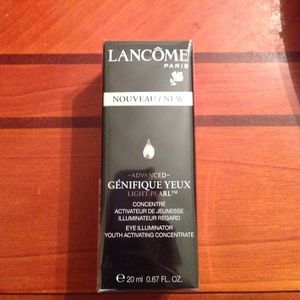 LANCÔME
PARIS
NOUVEAU / NEW
–ADVANCED–
GÉNIFIQUE YEUX
LIGHT-PEARL™
CONCENTRÉ
ACTIVATEUR DE JEUNESSE
ILLUMINATEUR REGARD
EYE ILLUMINATOR
YOUTH ACTIVATING CONCENTRATE
℮ 20 ml 0.67 FL. OZ.